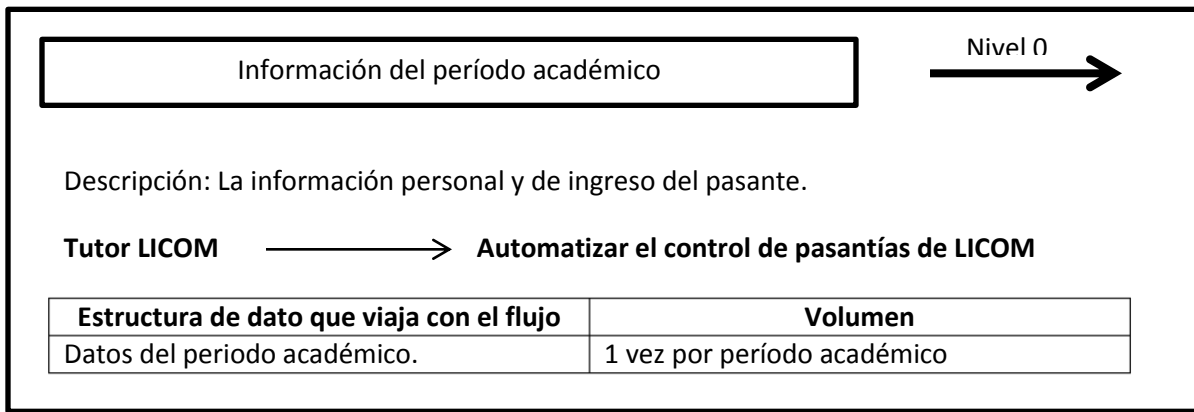 Información del período académico
Nivel 0
Descripción: La información personal y de ingreso del pasante.
Tutor LICOM Automatizar el control de pasantías de LICOM
Estructura de dato que viaja con el flujo Volumen
Datos del periodo académico. 1 vez por período académico